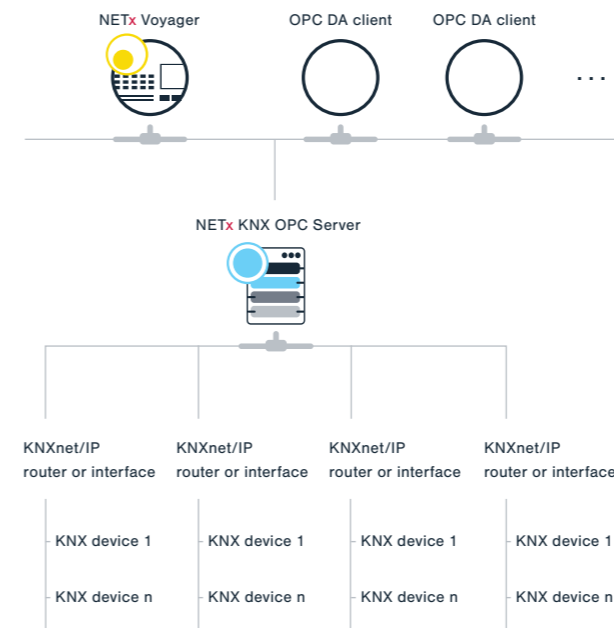 NETx Voyager
OPC DA client
OPC DA client
...
NETx KNX OPC Server
KNXnet/IP
router or interface
KNXnet/IP
router or interface
KNXnet/IP
router or interface
KNXnet/IP
router or interface
KNX device 1
KNX device 1
KNX device 1
KNX device 1
KNX device n
KNX device n
KNX device n
KNX device n